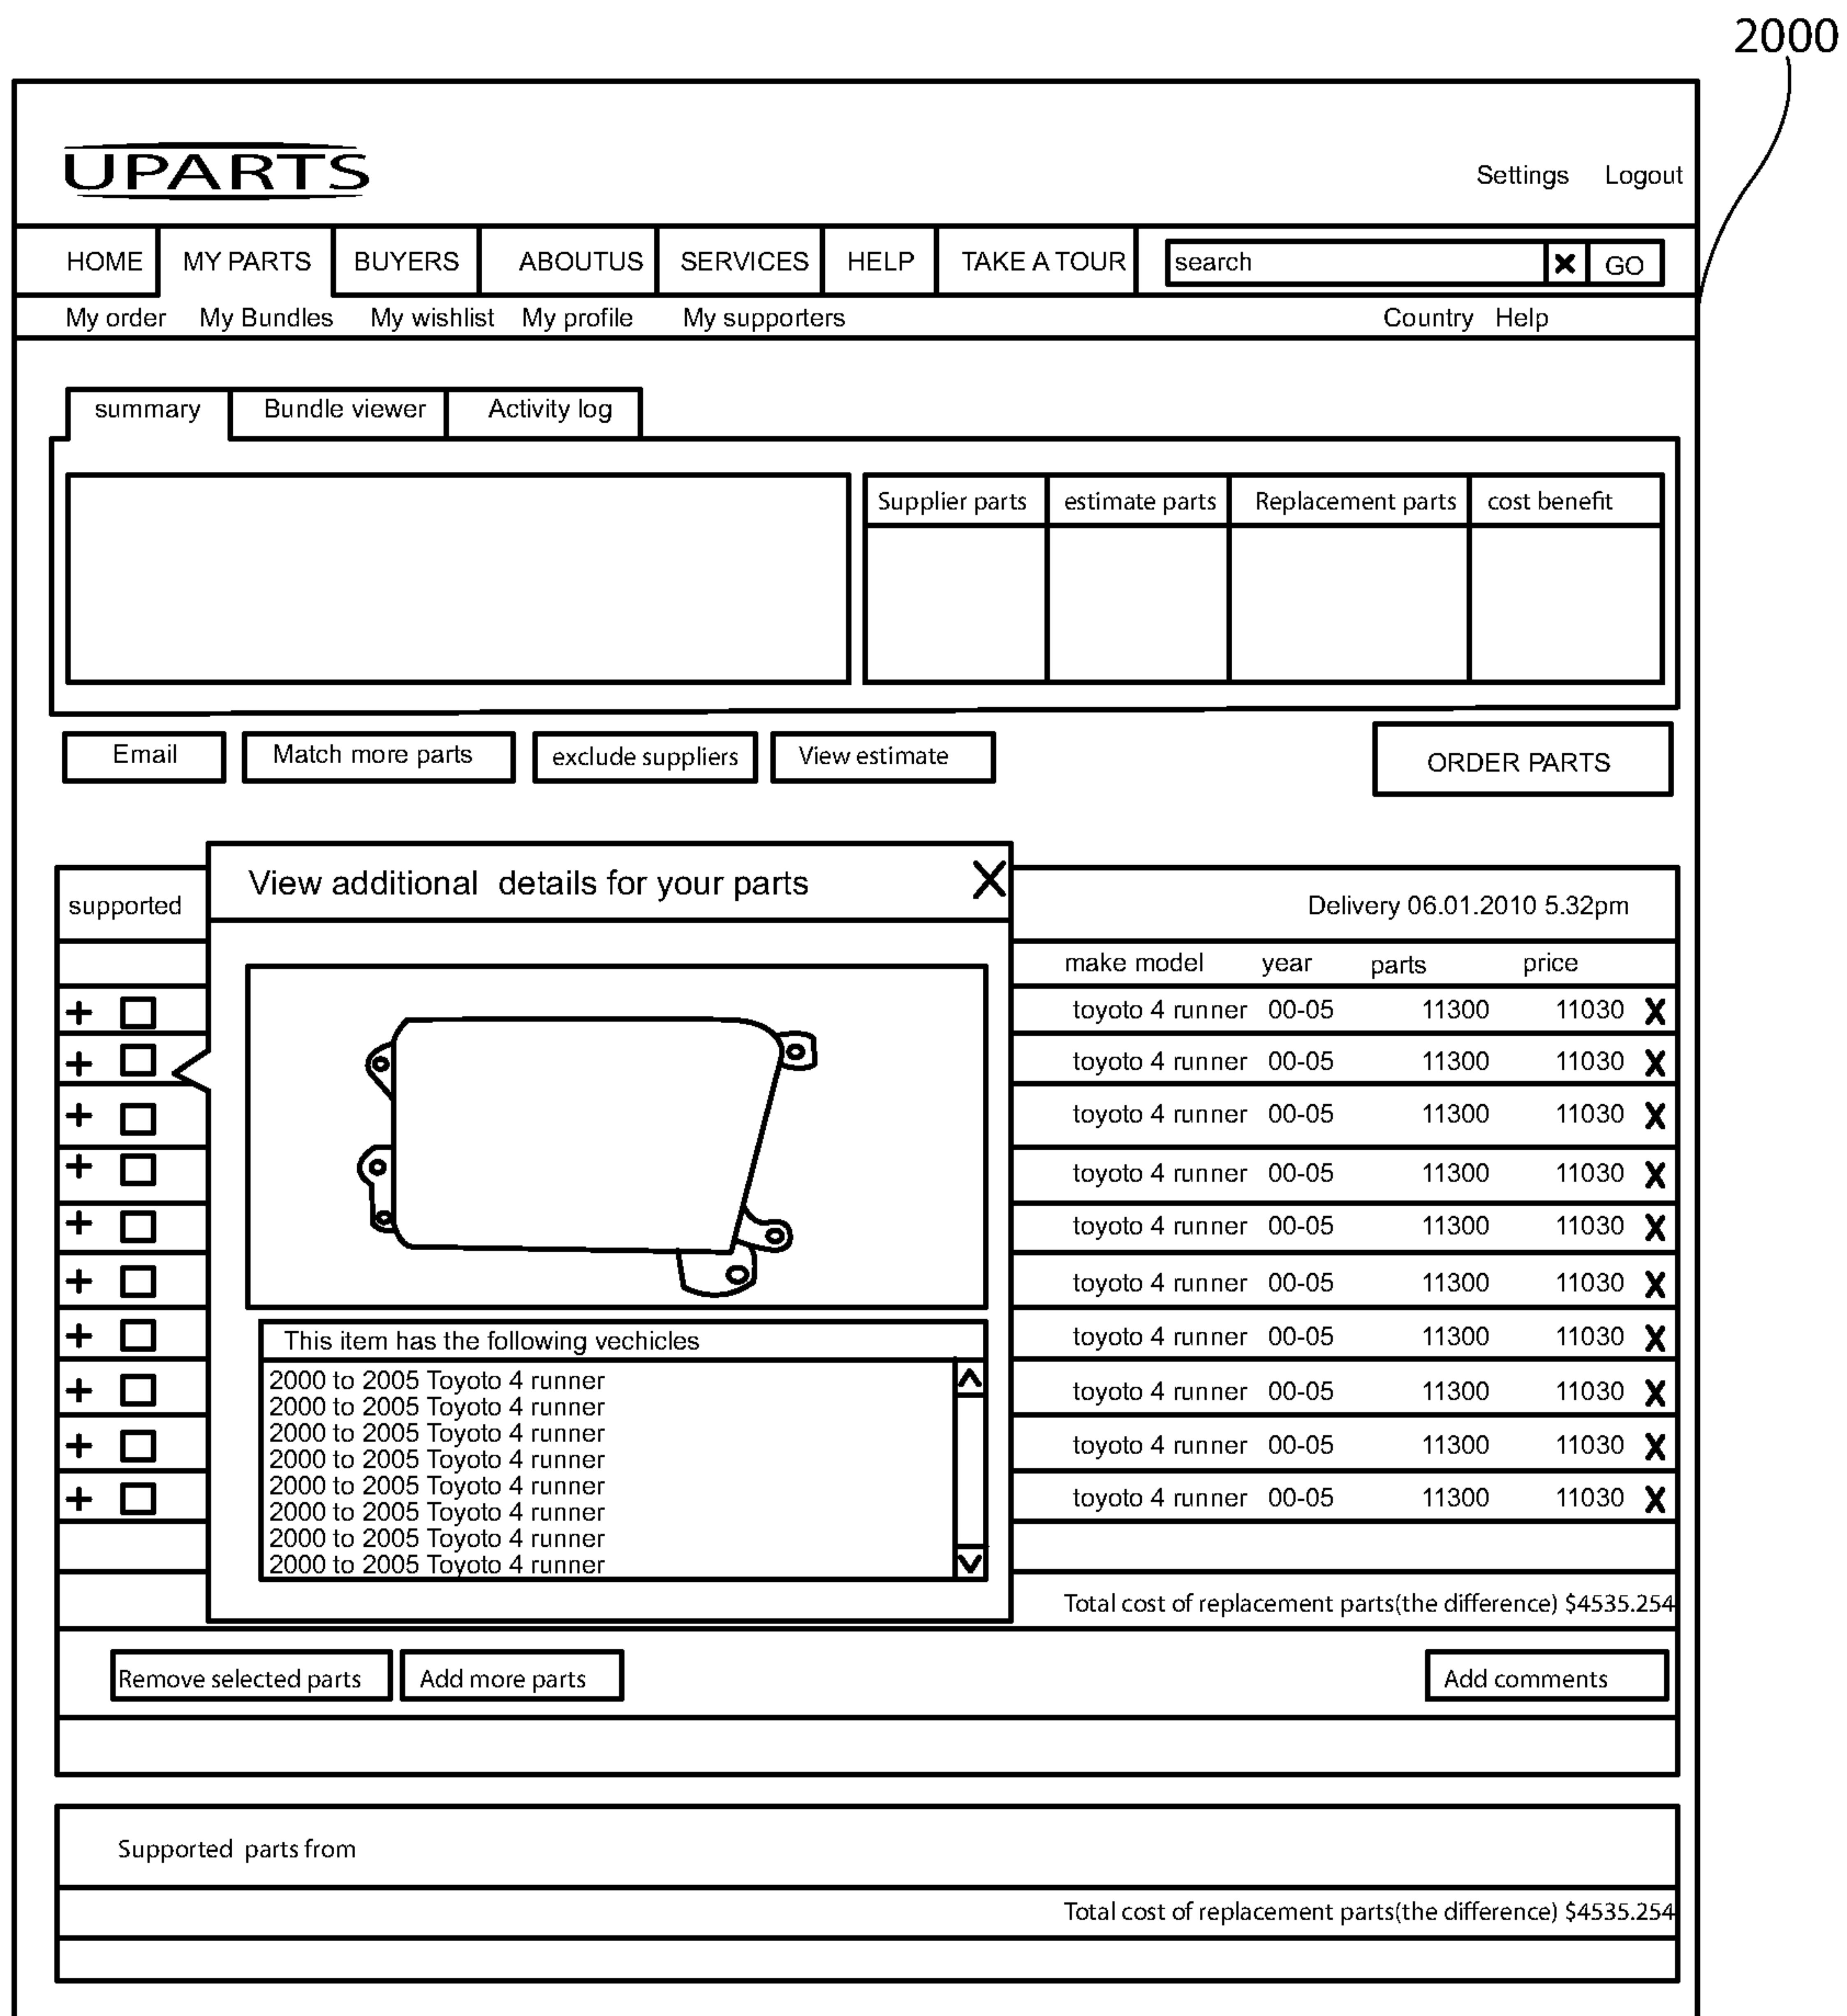 2000
UPARTS
Settings Logout
HOME MY PARTS BUYERS ABOUTUS SERVICES HELP TAKE A TOUR search X GO
My order My Bundles My wishlist My profile My supporters Country Help
summary Bundle viewer Activity log
Supplier parts estimate parts Replacement parts cost benefit
Email Match more parts exclude suppliers View estimate ORDER PARTS
View additional details for your parts X
supported Delivery 06.01.2010 5.32pm
make model year parts price
+ toyoto 4 runner 00-05 11300 11030 X
+ toyoto 4 runner 00-05 11300 11030 X
+ toyoto 4 runner 00-05 11300 11030 X
+ toyoto 4 runner 00-05 11300 11030 X
+ toyoto 4 runner 00-05 11300 11030 X
+ toyoto 4 runner 00-05 11300 11030 X
+ toyoto 4 runner 00-05 11300 11030 X
+ toyoto 4 runner 00-05 11300 11030 X
+ toyoto 4 runner 00-05 11300 11030 X
+ toyoto 4 runner 00-05 11300 11030 X
This item has the following vechicles
2000 to 2005 Toyoto 4 runner
2000 to 2005 Toyoto 4 runner
2000 to 2005 Toyoto 4 runner
2000 to 2005 Toyoto 4 runner
2000 to 2005 Toyoto 4 runner
2000 to 2005 Toyoto 4 runner
2000 to 2005 Toyoto 4 runner
2000 to 2005 Toyoto 4 runner
Total cost of replacement parts(the difference) $4535.254
Remove selected parts Add more parts Add comments
Supported parts from
Total cost of replacement parts(the difference) $4535.254